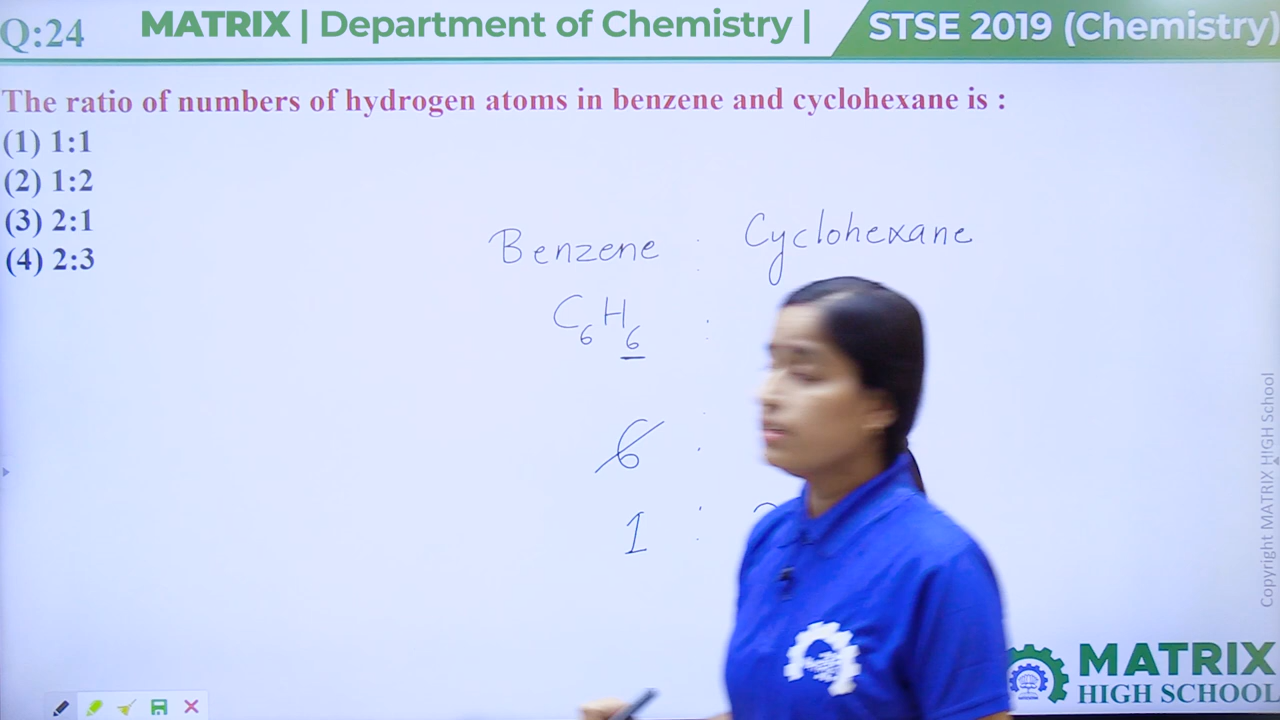 Q:24 MATRIX | Department of Chemistry | STSE 2019 (Chemistry)
The ratio of numbers of hydrogen atoms in benzene and cyclohexane is :
(1) 1:1
(2) 1:2
(3) 2:1
(4) 2:3
Benzene : Cyclohexane
C6H6 :
6 :
1 :
Copyright MATRIX HIGH School
MATRIX
HIGH SCHOOL